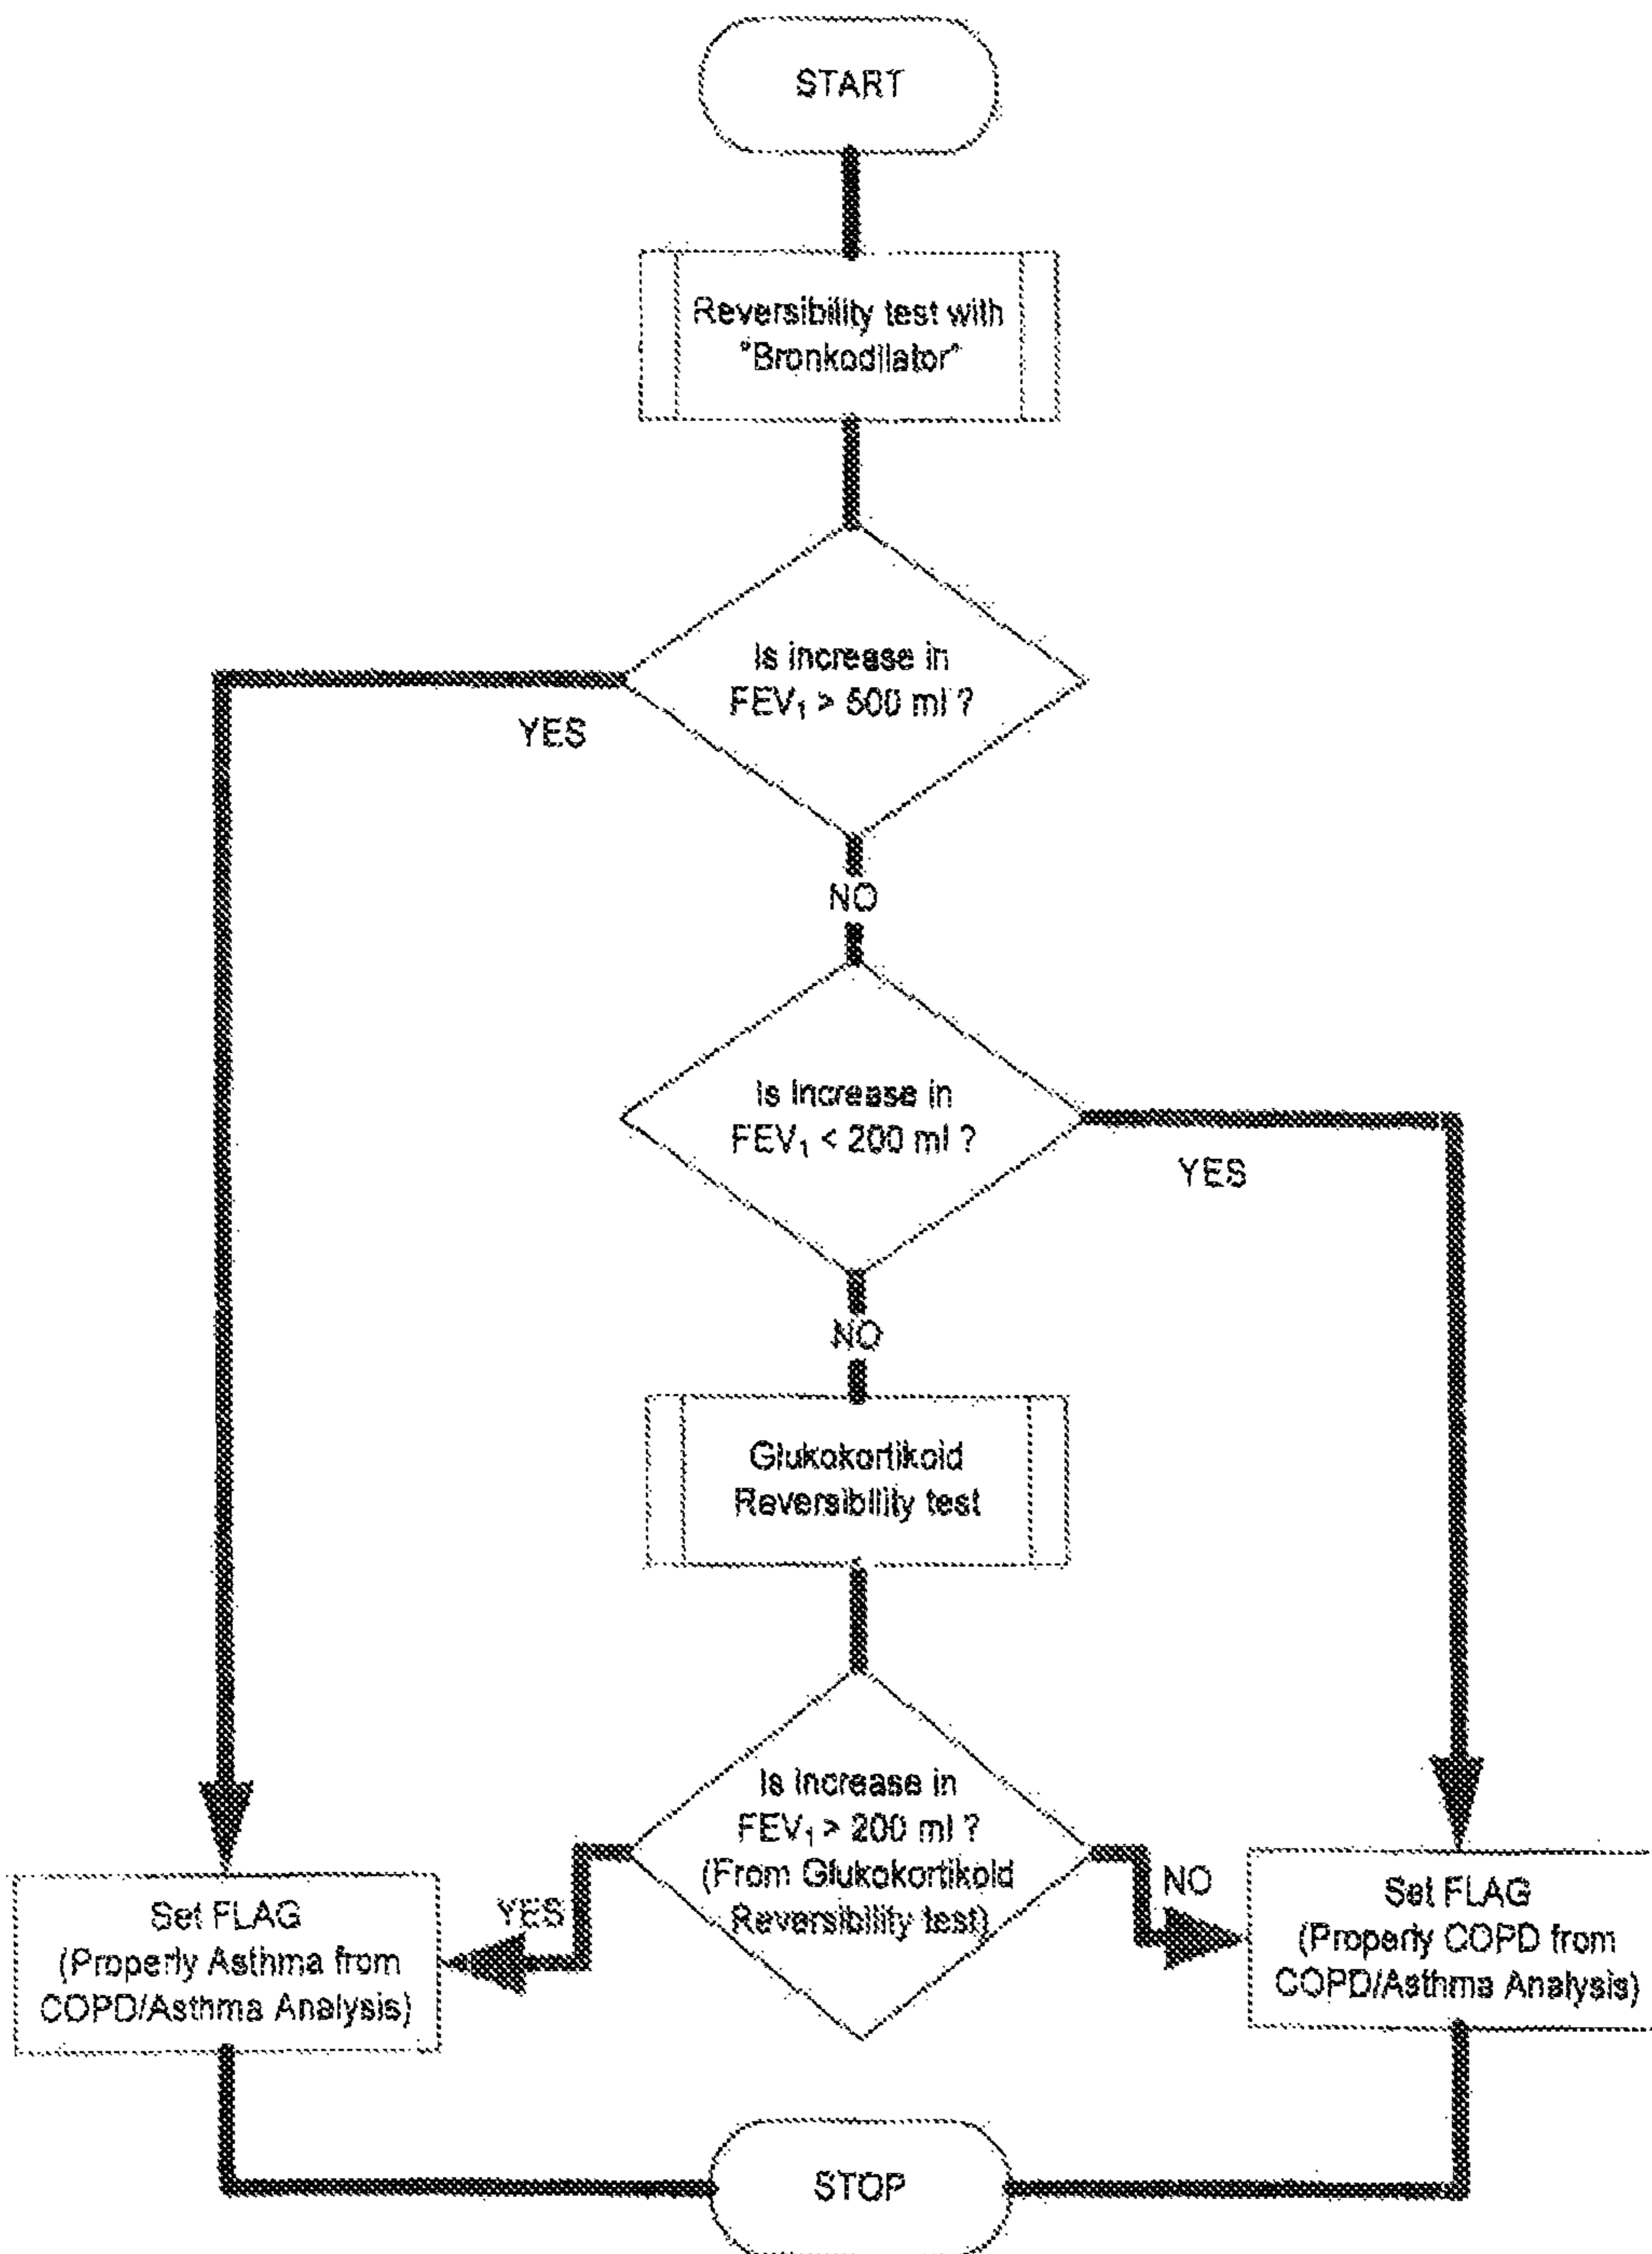 START
Reversibility test with
"Bronkodilator"
Is increase in
FEV₁ > 500 ml ?
YES
NO
Is increase in
FEV₁ < 200 ml ?
YES
NO
Glukokortikoid
Reversibility test
Is increase in
FEV₁ > 200 ml ?
(From Glukokortikoid
Reversibility test)
YES
NO
Set FLAG
(Properly Asthma from
COPD/Asthma Analysis)
Set FLAG
(Properly COPD from
COPD/Asthma Analysis)
STOP